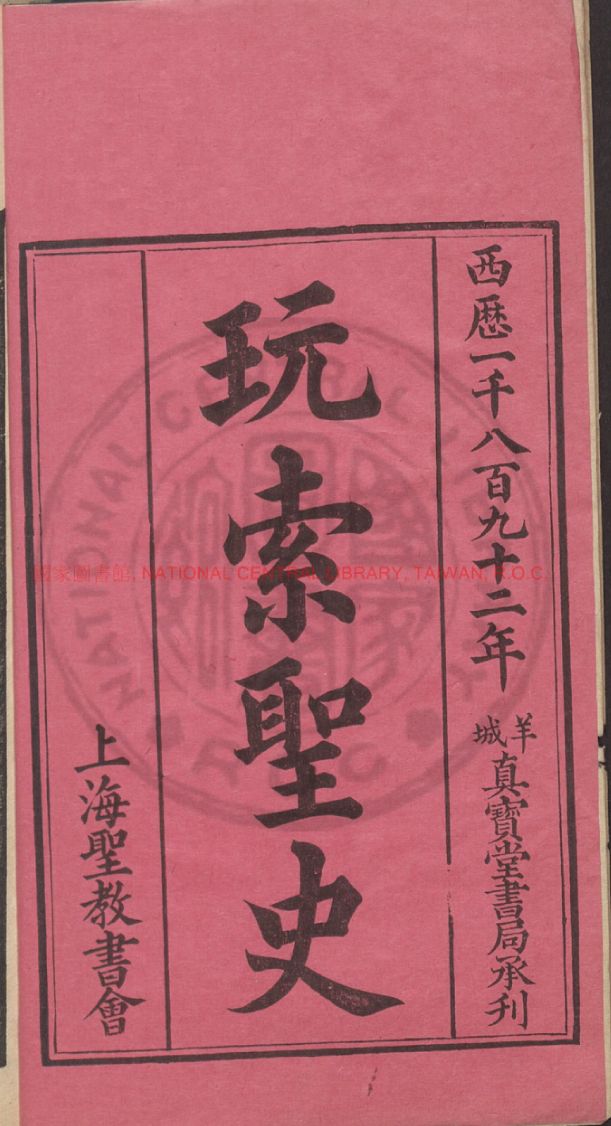 西歷一千八百九十二年
羊城
真寶堂書局承刋
玩索聖史
上海聖教書會
國家圖書館, NATIONAL CENTRAL LIBRARY, TAIWAN, R.O.C.